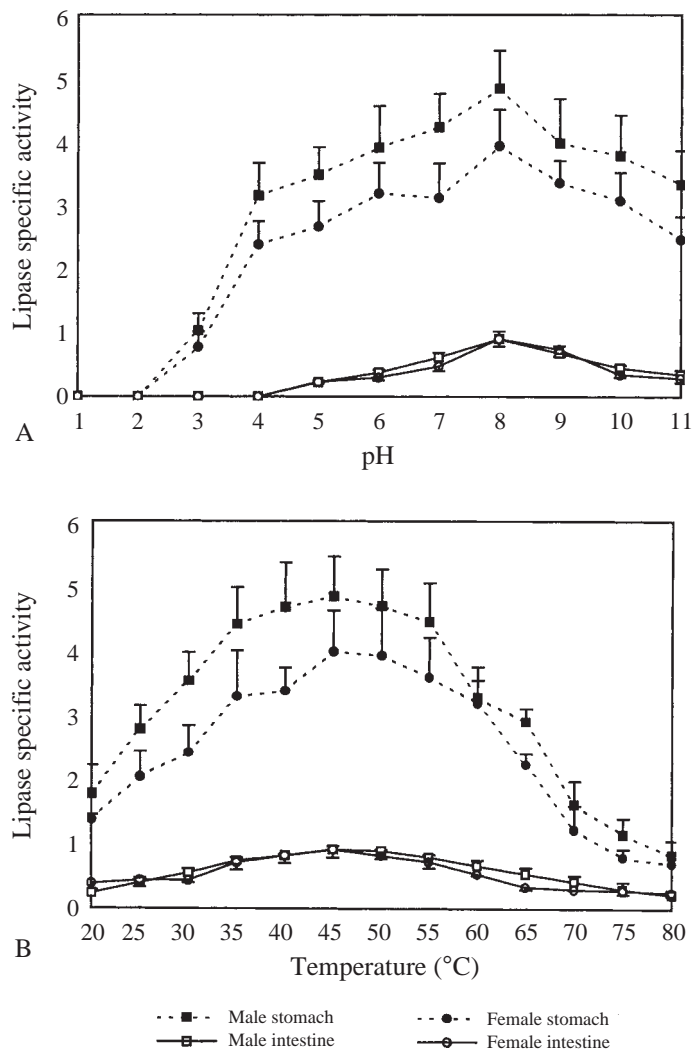 6
5
4
3
2
1
0
Lipase specific activity
1 2 3 4 5 6 7 8 9 10 11
A
pH
6
5
4
3
2
1
0
Lipase specific activity
20 25 30 35 40 45 50 55 60 65 70 75 80
B
Temperature (°C)
Male stomach Female stomach
Male intestine Female intestine